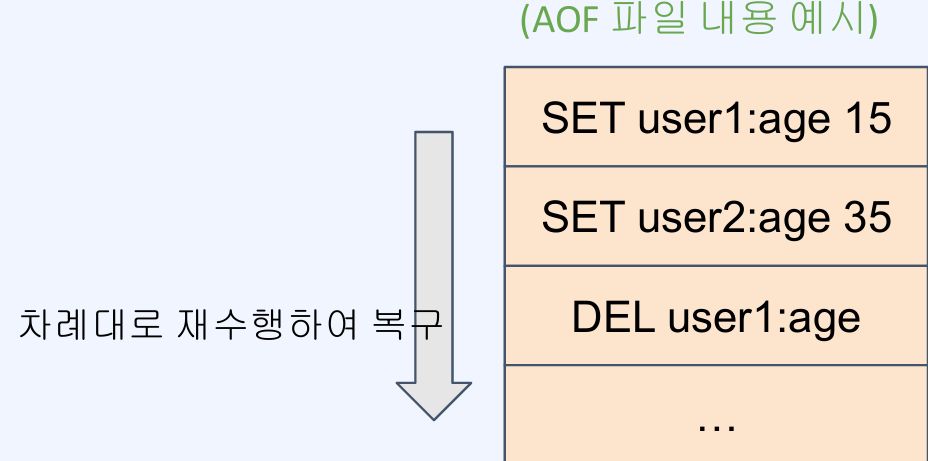 (AOF 파일 내용 예시)
SET user1:age 15
SET user2:age 35
차례대로 재수행하여 복구
DEL user1:age
…